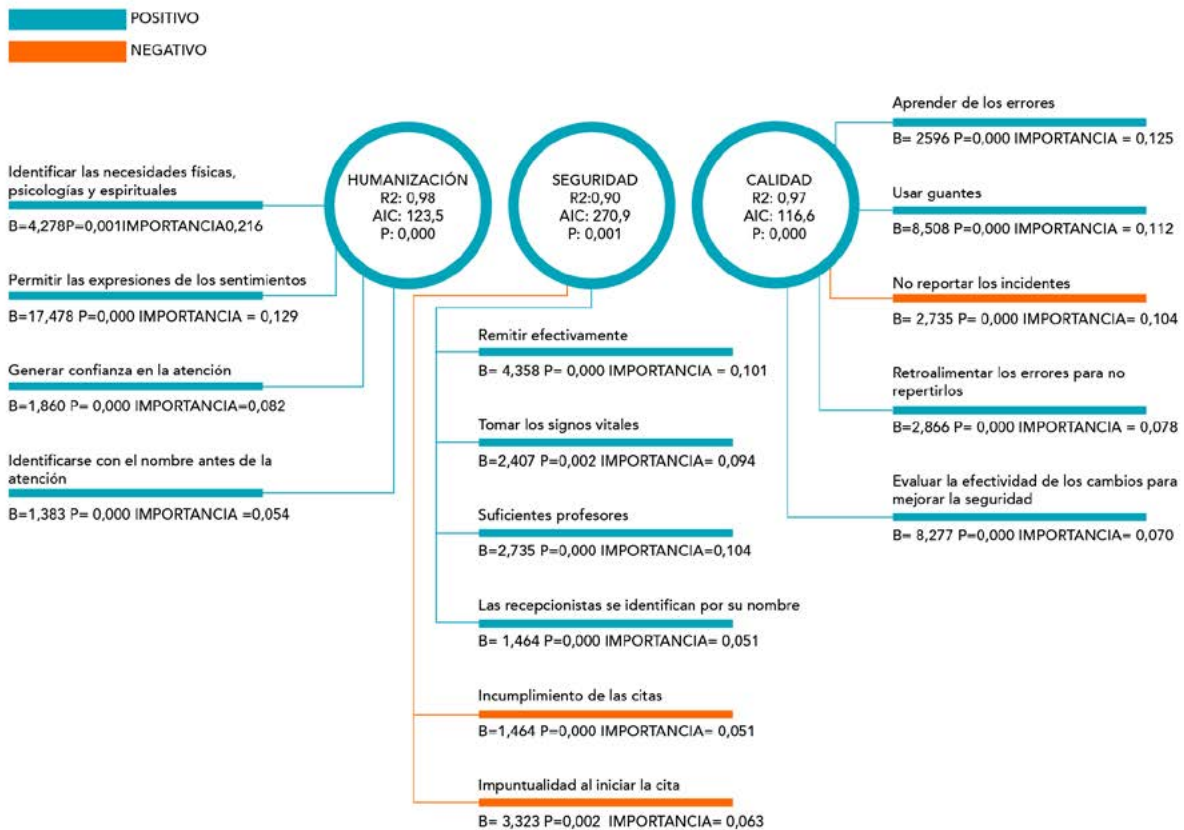 POSITIVO
NEGATIVO
HUMANIZACIÓN
R2: 0,98
AIC: 123,5
P: 0,000
SEGURIDAD
R2:0,90
AIC: 270,9
P: 0,001
CALIDAD
R2: 0,97
AIC: 116,6
P: 0,000
Identificar las necesidades físicas,
psicologías y espirituales
B=4,278P=0,001IMPORTANCIA0,216
Permitir las expresiones de los sentimientos
B=17,478 P=0,000 IMPORTANCIA = 0,129
Generar confianza en la atención
B=1,860 P= 0,000 IMPORTANCIA=0,082
Identificarse con el nombre antes de la
atención
B=1,383 P= 0,000 IMPORTANCIA =0,054
Remitir efectivamente
B= 4,358 P= 0,000 IMPORTANCIA = 0,101
Tomar los signos vitales
B=2,407 P=0,002 IMPORTANCIA= 0,094
Suficientes profesores
B=2,735 P=0,000 IMPORTANCIA=0,104
Las recepcionistas se identifican por su nombre
B= 1,464 P=0,000 IMPORTANCIA= 0,051
Incumplimiento de las citas
B=1,464 P=0,000 IMPORTANCIA= 0,051
Impuntualidad al iniciar la cita
B= 3,323 P=0,002 IMPORTANCIA= 0,063
Aprender de los errores
B= 2596 P=0,000 IMPORTANCIA = 0,125
Usar guantes
B=8,508 P=0,000 IMPORTANCIA = 0,112
No reportar los incidentes
B= 2,735 P= 0,000 IMPORTANCIA= 0,104
Retroalimentar los errores para no
repertirlos
B=2,866 P= 0,000 IMPORTANCIA = 0,078
Evaluar la efectividad de los cambios para
mejorar la seguridad
B= 8,277 P=0,000 IMPORTANCIA= 0,070